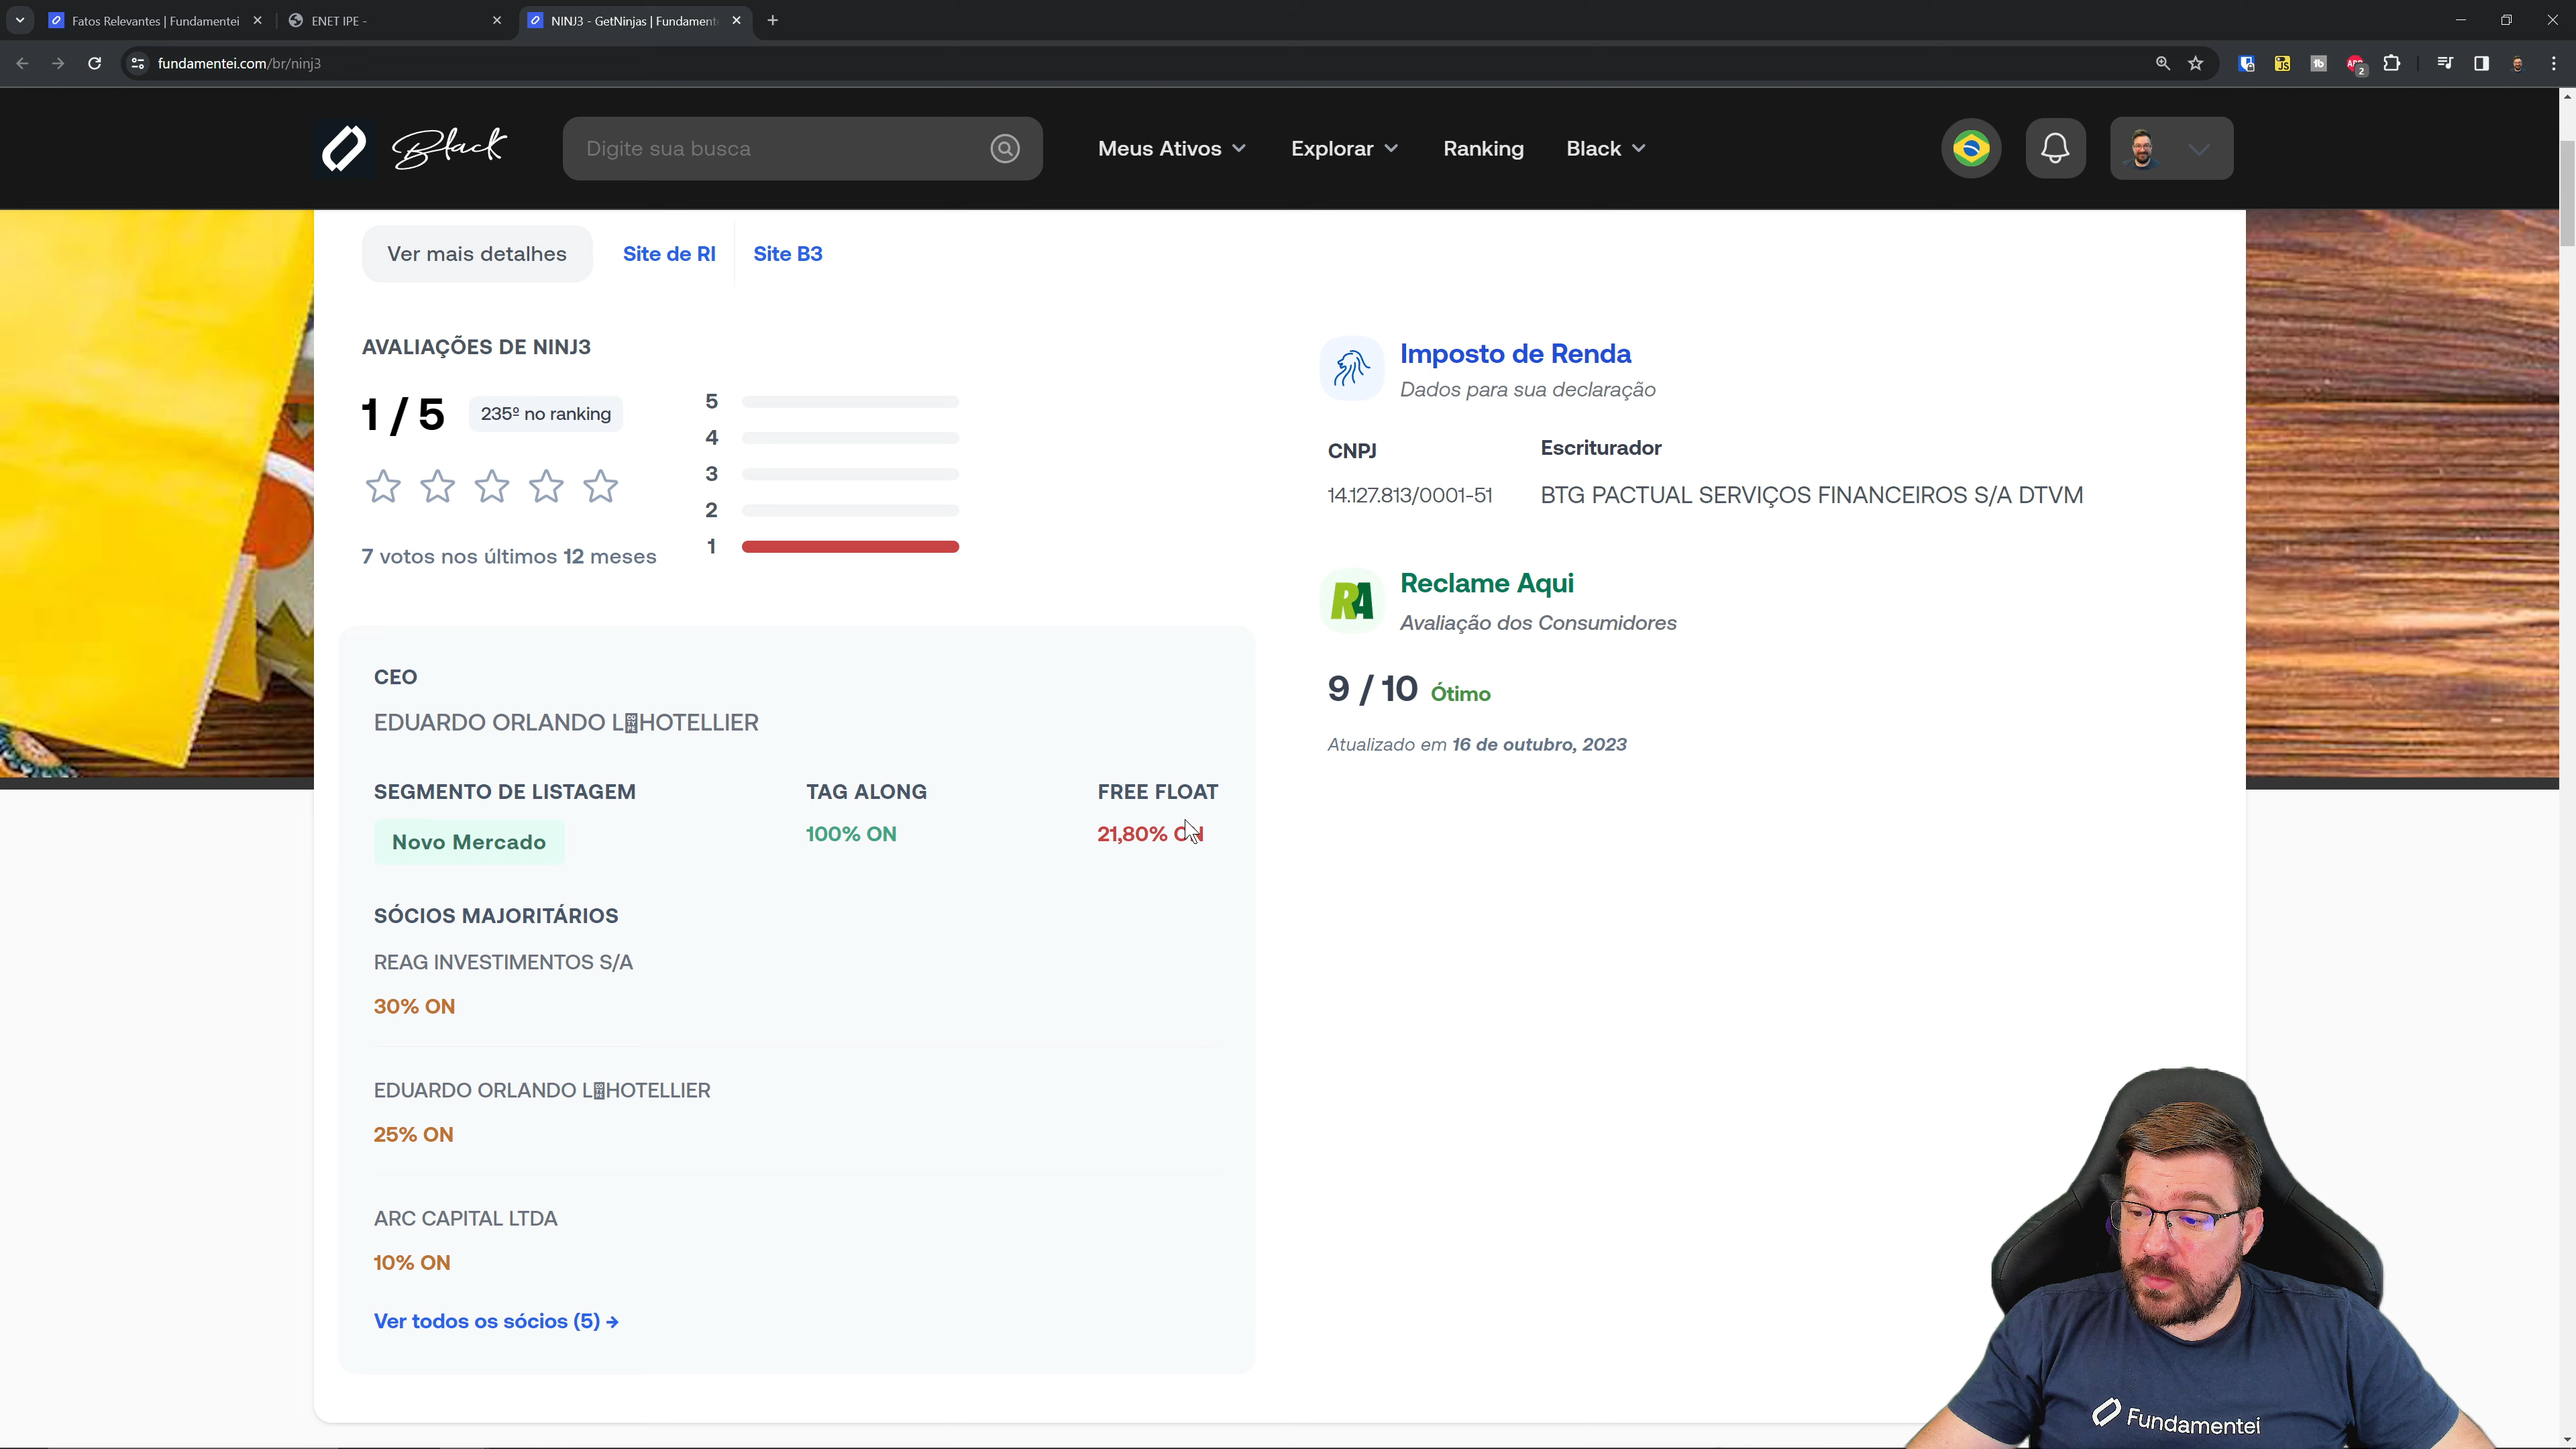 Fatos Relevantes | Fundamentei
ENET IPE -
NINJ3 - GetNinjas | Fundament
fundamentei.com/br/ninj3
2
Black
Digite sua busca
Meus Ativos
Explorar
Ranking
Black
Ver mais detalhes
Site de RI
Site B3
AVALIAÇÕES DE NINJ3
1 / 5
235º no ranking
5
4
3
2
1
7 votos nos últimos 12 meses
Imposto de Renda
Dados para sua declaração
CNPJ
Escriturador
14.127.813/0001-51
BTG PACTUAL SERVIÇOS FINANCEIROS S/A DTVM
RA
Reclame Aqui
Avaliação dos Consumidores
9 / 10 Ótimo
Atualizado em 16 de outubro, 2023
CEO
EDUARDO ORLANDO L HOTELLIER
SEGMENTO DE LISTAGEM
TAG ALONG
FREE FLOAT
Novo Mercado
100% ON
21,80% ON
SÓCIOS MAJORITÁRIOS
REAG INVESTIMENTOS S/A
30% ON
EDUARDO ORLANDO L HOTELLIER
25% ON
ARC CAPITAL LTDA
10% ON
Ver todos os sócios (5) →
Fundamentei